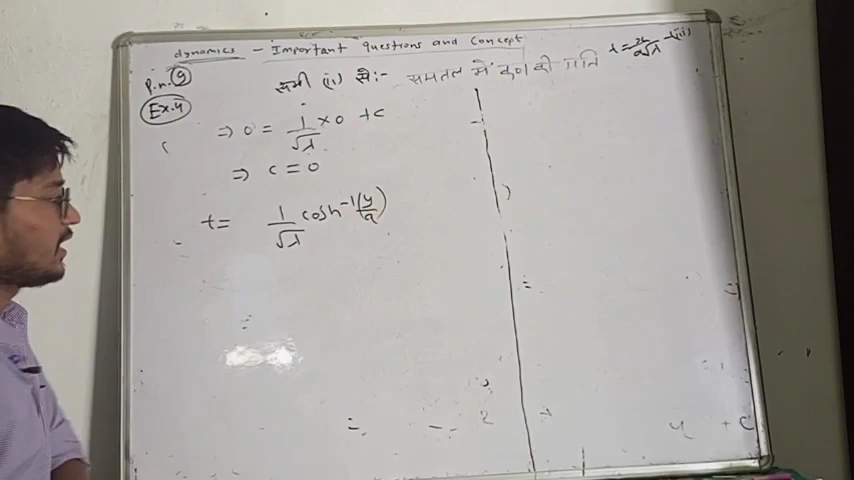 dynamics - Important questions and concept
P.n. 9
समी (ii) से :- समतल में कण की गति
Ex.4
⇒ 0 = 1/√λ × 0 + c
⇒ c = 0
t = 1/√λ cosh⁻¹(y/a)